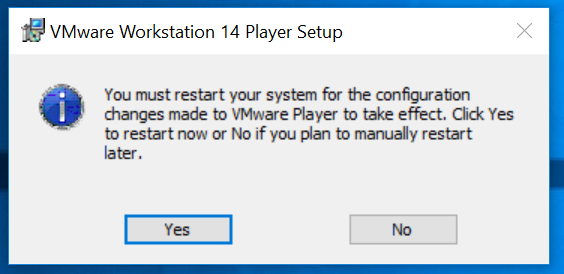 VMware Workstation 14 Player Setup
You must restart your system for the configuration
changes made to VMware Player to take effect. Click Yes
to restart now or No if you plan to manually restart
later.
Yes
No